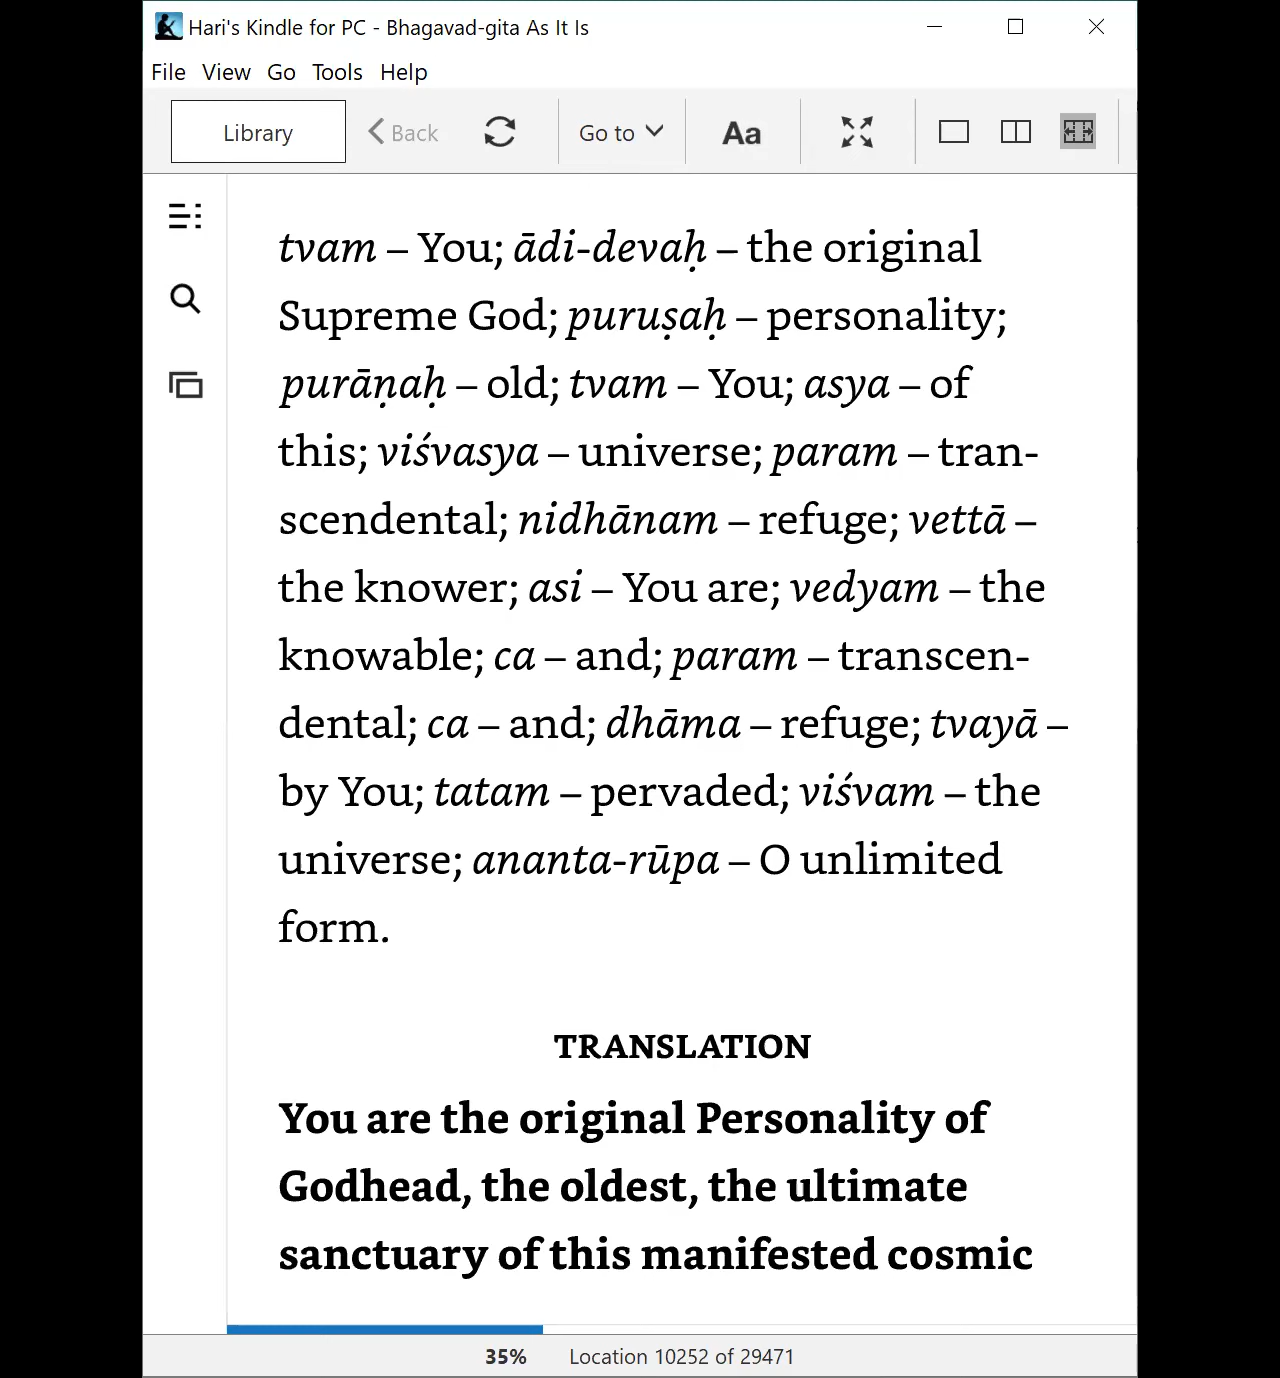 Hari's Kindle for PC - Bhagavad-gita As It Is
File View Go Tools Help
Library Back Go to Aa
tvam – You; ādi-devaḥ – the original
Supreme God; puruṣaḥ – personality;
purāṇaḥ – old; tvam – You; asya – of
this; viśvasya – universe; param – tran-
scendental; nidhānam – refuge; vettā –
the knower; asi – You are; vedyam – the
knowable; ca – and; param – transcen-
dental; ca – and; dhāma – refuge; tvayā –
by You; tatam – pervaded; viśvam – the
universe; ananta-rūpa – O unlimited
form.
TRANSLATION
You are the original Personality of
Godhead, the oldest, the ultimate
sanctuary of this manifested cosmic
35% Location 10252 of 29471